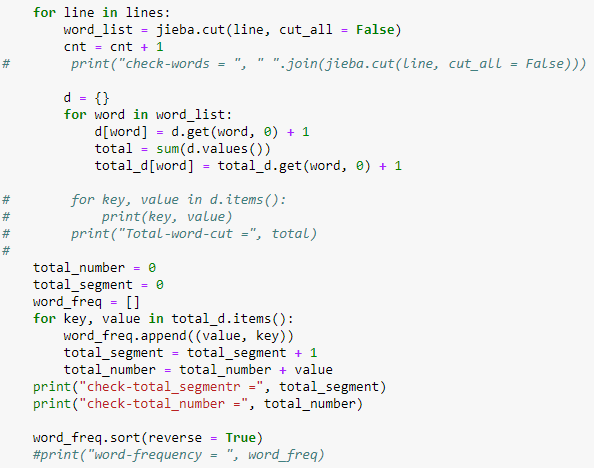 for line in lines:
        word_list = jieba.cut(line, cut_all = False)
        cnt = cnt + 1
#        print("check-words = ", " ".join(jieba.cut(line, cut_all = False)))

        d = {}
        for word in word_list:
            d[word] = d.get(word, 0) + 1
            total = sum(d.values())
            total_d[word] = total_d.get(word, 0) + 1

#        for key, value in d.items():
#            print(key, value)
#        print("Total-word-cut =", total)
#
    total_number = 0
    total_segment = 0
    word_freq = []
    for key, value in total_d.items():
        word_freq.append((value, key))
        total_segment = total_segment + 1
        total_number = total_number + value
    print("check-total_segmentr =", total_segment)
    print("check-total_number =", total_number)

    word_freq.sort(reverse = True)
    #print("word-frequency = ", word_freq)